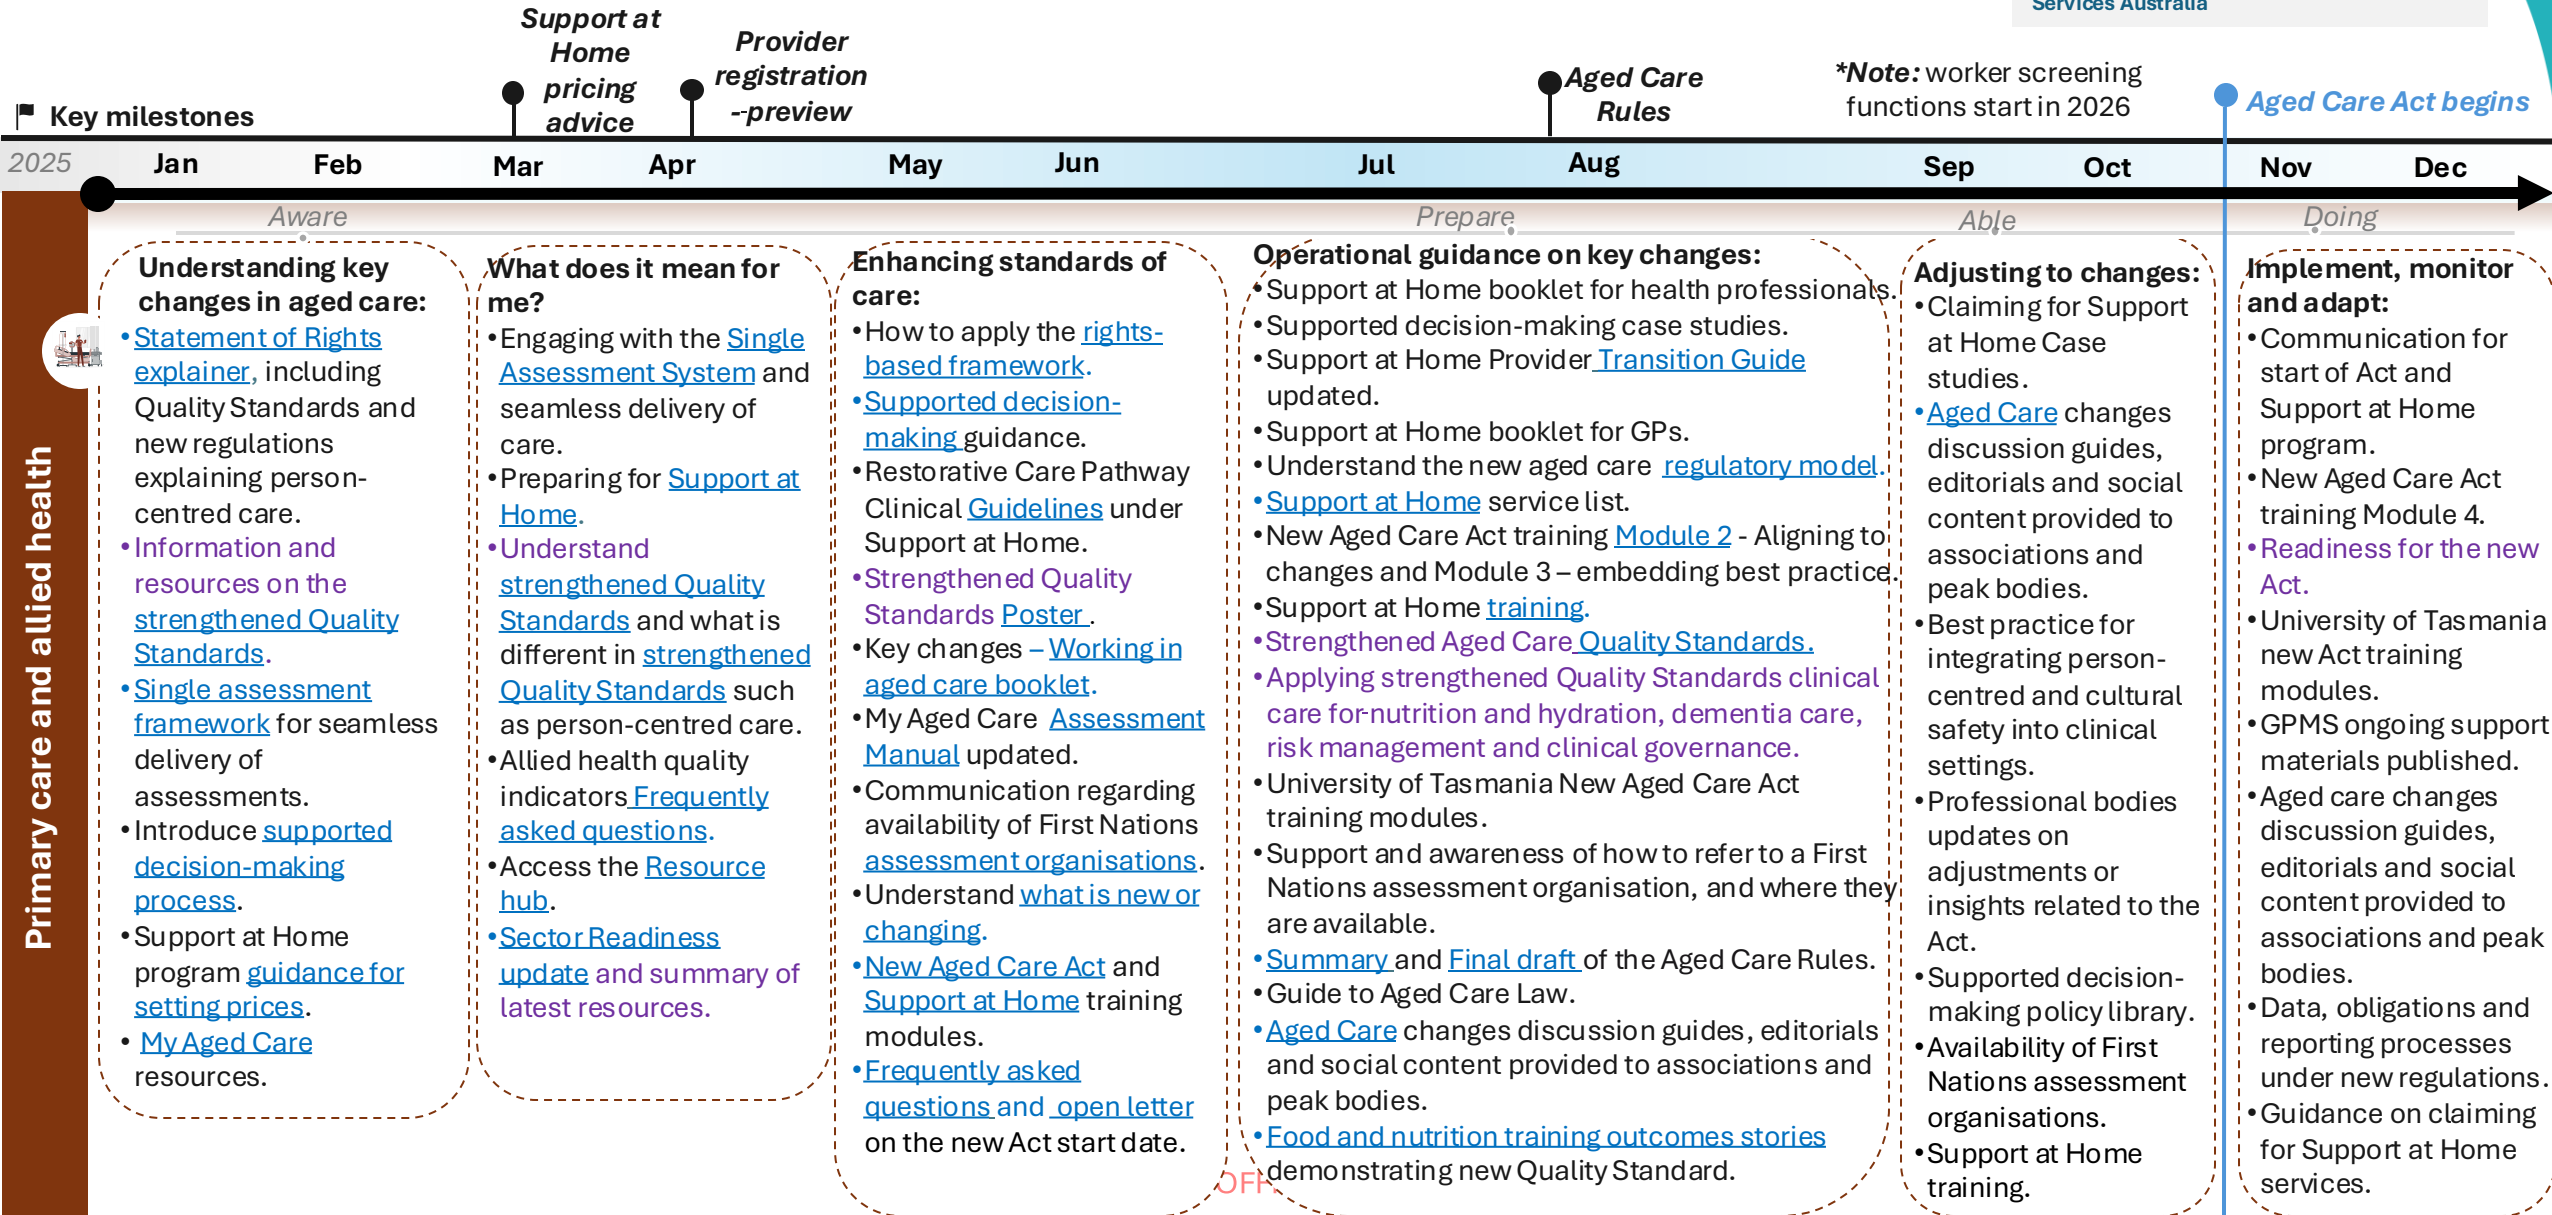 Services Australia
Support at
Home
pricing
advice
Provider
registration
--preview
Aged Care
Rules
*Note: worker screening
functions start in 2026
Aged Care Act begins
Key milestones
2025
Jan
Feb
Mar
Apr
May
Jun
Jul
Aug
Sep
Oct
Nov
Dec
Aware
Prepare
Able
Doing
Primary care and allied health
Understanding key
changes in aged care:
•Statement of Rights
explainer, including
Quality Standards and
new regulations
explaining person-
centred care.
•Information and
resources on the
strengthened Quality
Standards.
•Single assessment
framework for seamless
delivery of
assessments.
•Introduce supported
decision-making
process.
•Support at Home
program guidance for
setting prices.
• My Aged Care
resources.
What does it mean for
me?
•Engaging with the Single
Assessment System and
seamless delivery of
care.
•Preparing for Support at
Home.
•Understand
strengthened Quality
Standards and what is
different in strengthened
Quality Standards such
as person-centred care.
•Allied health quality
indicators Frequently
asked questions.
•Access the Resource
hub.
•Sector Readiness
update and summary of
latest resources.
Enhancing standards of
care:
•How to apply the rights-
based framework.
•Supported decision-
making guidance.
•Restorative Care Pathway
Clinical Guidelines under
Support at Home.
•Strengthened Quality
Standards Poster .
•Key changes – Working in
aged care booklet.
•My Aged Care Assessment
Manual updated.
•Communication regarding
availability of First Nations
assessment organisations.
•Understand what is new or
changing.
•New Aged Care Act and
Support at Home training
modules.
•Frequently asked
questions and open letter
on the new Act start date.
Operational guidance on key changes:
•Support at Home booklet for health professionals.
•Supported decision-making case studies.
•Support at Home Provider Transition Guide
updated.
•Support at Home booklet for GPs.
•Understand the new aged care regulatory model.
•Support at Home service list.
•New Aged Care Act training Module 2 - Aligning to
changes and Module 3 – embedding best practice.
•Support at Home training.
•Strengthened Aged Care Quality Standards.
•Applying strengthened Quality Standards clinical
care for-nutrition and hydration, dementia care,
risk management and clinical governance.
•University of Tasmania New Aged Care Act
training modules.
•Support and awareness of how to refer to a First
Nations assessment organisation, and where they
are available.
•Summary and Final draft of the Aged Care Rules.
•Guide to Aged Care Law.
•Aged Care changes discussion guides, editorials
and social content provided to associations and
peak bodies.
•Food and nutrition training outcomes stories
demonstrating new Quality Standard.
Adjusting to changes:
•Claiming for Support
at Home Case
studies.
•Aged Care changes
discussion guides,
editorials and social
content provided to
associations and
peak bodies.
•Best practice for
integrating person-
centred and cultural
safety into clinical
settings.
•Professional bodies
updates on
adjustments or
insights related to the
Act.
•Supported decision-
making policy library.
•Availability of First
Nations assessment
organisations.
•Support at Home
training.
Implement, monitor
and adapt:
•Communication for
start of Act and
Support at Home
program.
•New Aged Care Act
training Module 4.
•Readiness for the new
Act.
•University of Tasmania
new Act training
modules.
•GPMS ongoing support
materials published.
•Aged care changes
discussion guides,
editorials and social
content provided to
associations and peak
bodies.
•Data, obligations and
reporting processes
under new regulations.
•Guidance on claiming
for Support at Home
services.